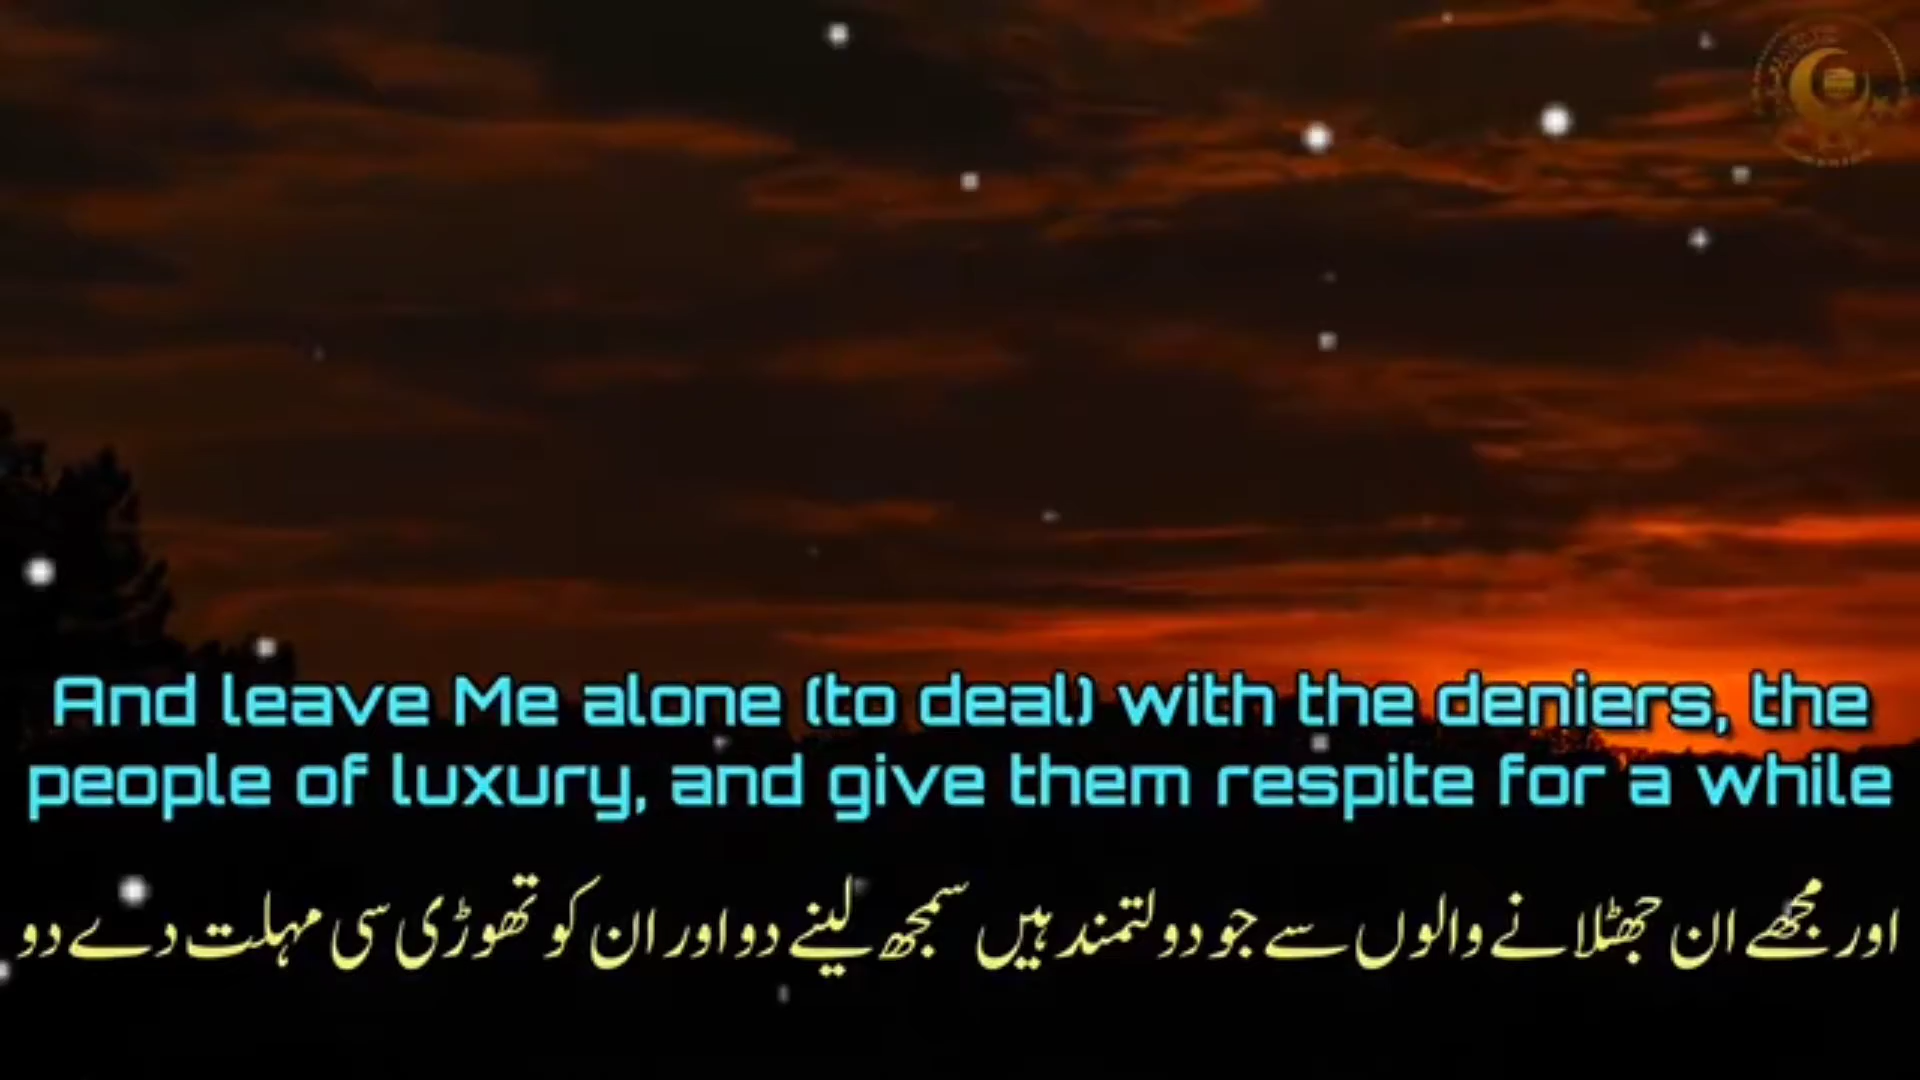 And leave Me alone (to deal) with the deniers, the
people of luxury, and give them respite for a while
اور مجھے ان جھٹلانے والوں سے جو دولتمند ہیں سمجھ لینے دو اور ان کو تھوڑی سی مہلت دے دو